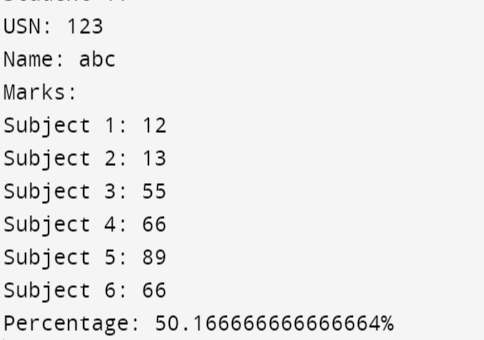 USN: 123
Name: abc
Marks:
Subject 1: 12
Subject 2: 13
Subject 3: 55
Subject 4: 66
Subject 5: 89
Subject 6: 66
Percentage: 50.166666666666664%